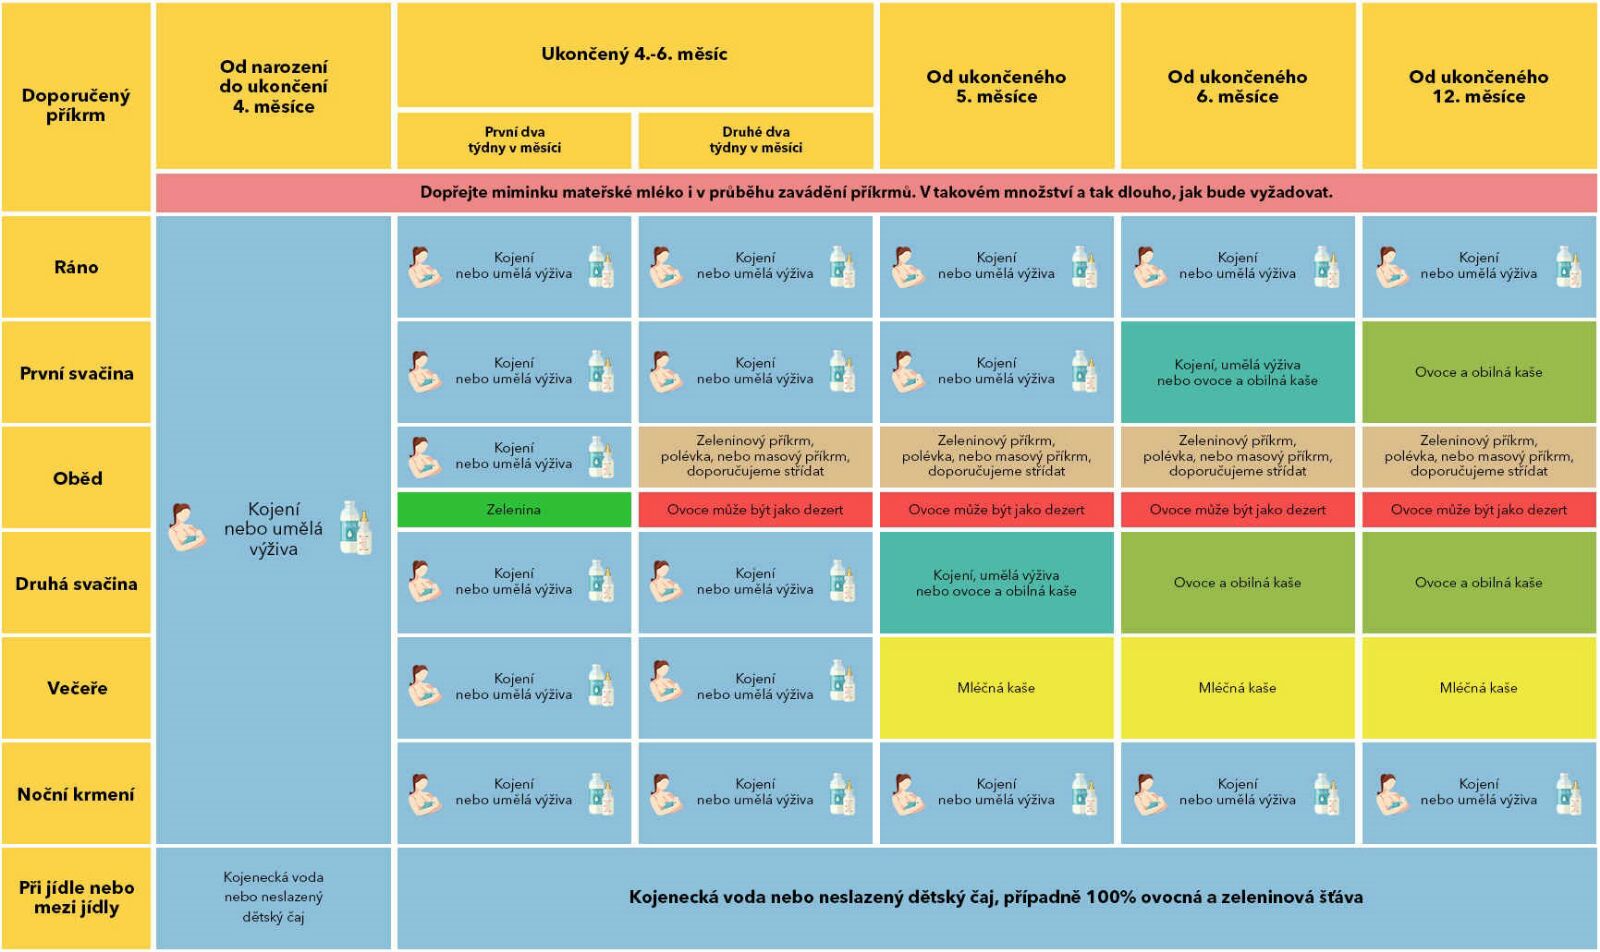 Doporučený
příkrm
Od narození
do ukončení
4. měsíce
Ukončený 4.-6. měsíc
První dva
týdny v měsíci
Druhé dva
týdny v měsíci
Od ukončeného
5. měsíce
Od ukončeného
6. měsíce
Od ukončeného
12. měsíce
Dopřejte miminku mateřské mléko i v průběhu zavádění příkrmů. V takovém množství a tak dlouho, jak bude vyžadovat.
Kojení
nebo umělá
výživa
Ráno
Kojení
nebo umělá výživa
Kojení
nebo umělá výživa
Kojení
nebo umělá výživa
Kojení
nebo umělá výživa
Kojení
nebo umělá výživa
První svačina
Kojení
nebo umělá výživa
Kojení
nebo umělá výživa
Kojení
nebo umělá výživa
Kojení, umělá výživa
nebo ovoce a obilná kaše
Ovoce a obilná kaše
Oběd
Kojení
nebo umělá výživa
Zeleninový příkrm,
polévka, nebo masový příkrm,
doporučujeme střídat
Zeleninový příkrm,
polévka, nebo masový příkrm,
doporučujeme střídat
Zeleninový příkrm,
polévka, nebo masový příkrm,
doporučujeme střídat
Zeleninový příkrm,
polévka, nebo masový příkrm,
doporučujeme střídat
Zelenina
Ovoce může být jako dezert
Ovoce může být jako dezert
Ovoce může být jako dezert
Ovoce může být jako dezert
Druhá svačina
Kojení
nebo umělá výživa
Kojení
nebo umělá výživa
Kojení, umělá výživa
nebo ovoce a obilná kaše
Ovoce a obilná kaše
Ovoce a obilná kaše
Večeře
Kojení
nebo umělá výživa
Kojení
nebo umělá výživa
Mléčná kaše
Mléčná kaše
Mléčná kaše
Noční krmení
Kojení
nebo umělá výživa
Kojení
nebo umělá výživa
Kojení
nebo umělá výživa
Kojení
nebo umělá výživa
Kojení
nebo umělá výživa
Při jídle nebo
mezi jídly
Kojenecká voda
nebo neslazený
dětský čaj
Kojenecká voda nebo neslazený dětský čaj, případně 100% ovocná a zeleninová šťáva